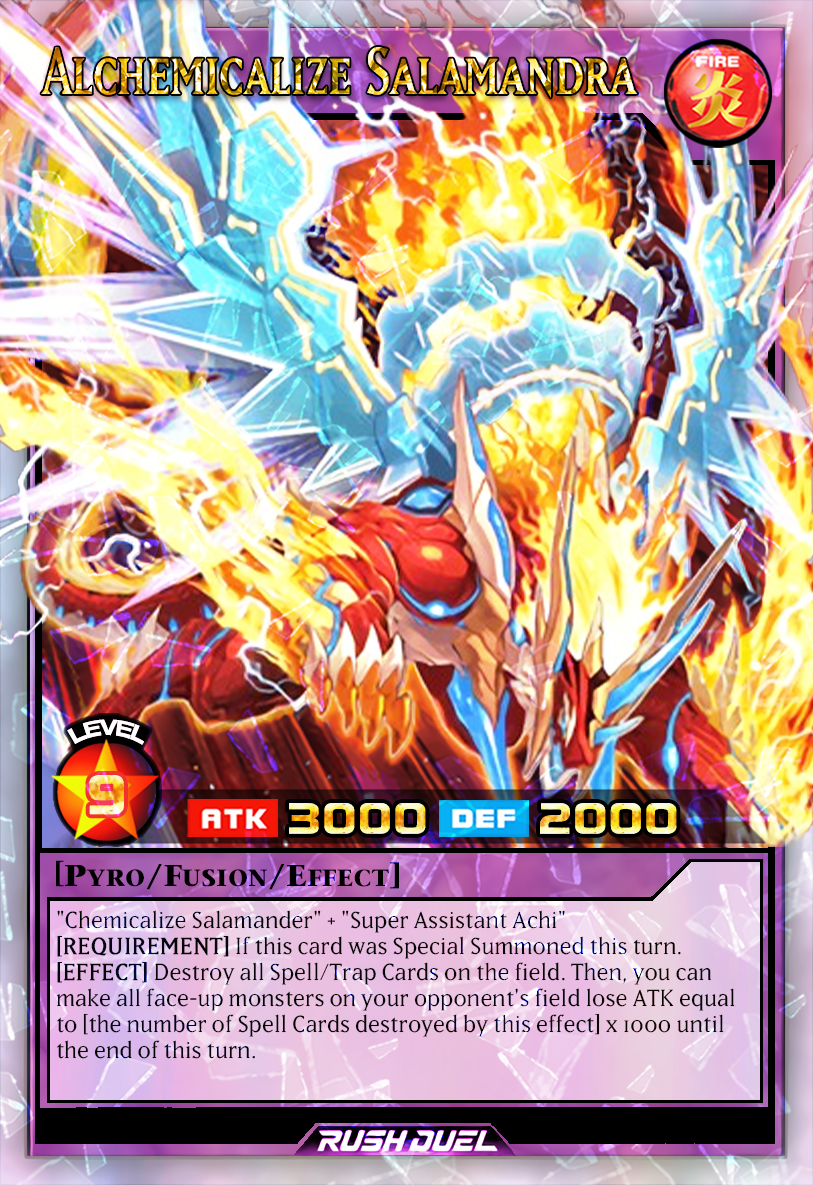 Alchemicalize Salamandra
FIRE
炎
LEVEL
9
ATK 3000 DEF 2000
[Pyro/Fusion/Effect]
"Chemicalize Salamander" + "Super Assistant Achi"
[REQUIREMENT] If this card was Special Summoned this turn.
[EFFECT] Destroy all Spell/Trap Cards on the field. Then, you can
make all face-up monsters on your opponent's field lose ATK equal
to [the number of Spell Cards destroyed by this effect] x 1000 until
the end of this turn.
RUSH DUEL